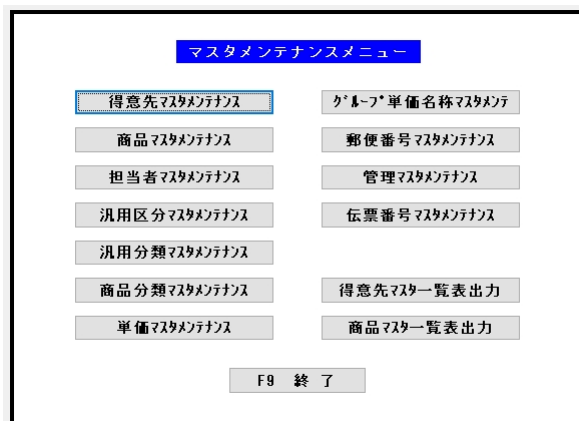 マスタメンテナンスメニュー
得意先ﾏｽﾀﾒﾝﾃﾅﾝｽ
商品ﾏｽﾀﾒﾝﾃﾅﾝｽ
担当者ﾏｽﾀﾒﾝﾃﾅﾝｽ
汎用区分ﾏｽﾀﾒﾝﾃﾅﾝｽ
汎用分類ﾏｽﾀﾒﾝﾃﾅﾝｽ
商品分類ﾏｽﾀﾒﾝﾃﾅﾝｽ
単価ﾏｽﾀﾒﾝﾃﾅﾝｽ
ｸﾞﾙｰﾌﾟ単価名称ﾏｽﾀﾒﾝﾃ
郵便番号ﾏｽﾀﾒﾝﾃﾅﾝｽ
管理ﾏｽﾀﾒﾝﾃﾅﾝｽ
伝票番号ﾏｽﾀﾒﾝﾃﾅﾝｽ
得意先ﾏｽﾀ一覧表出力
商品ﾏｽﾀ一覧表出力
F9 終 了